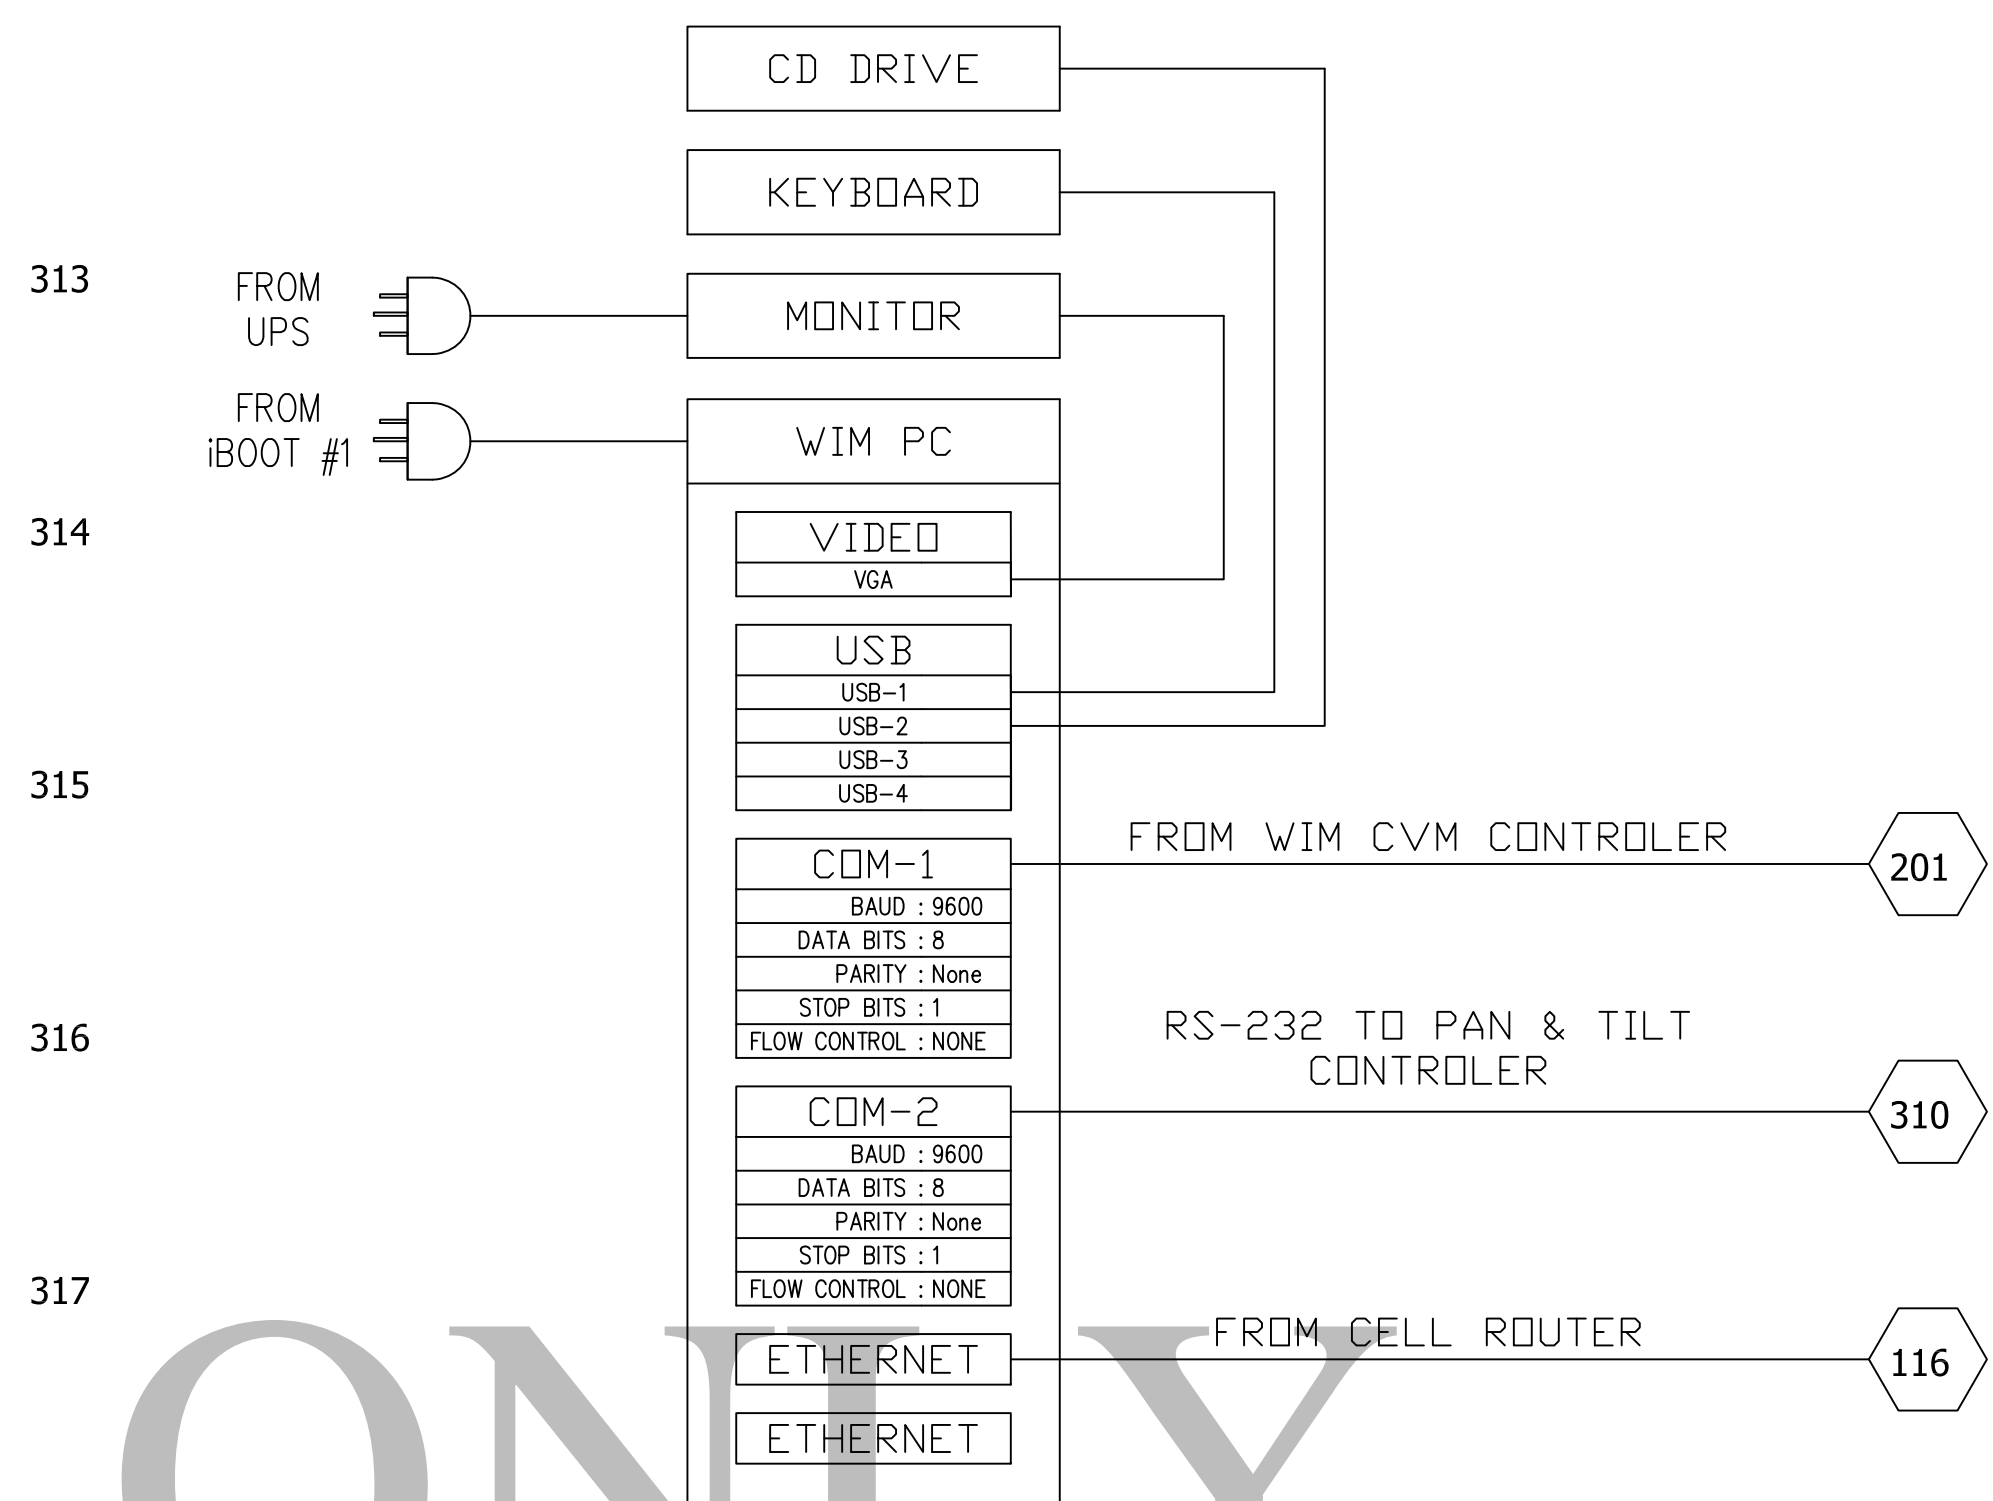 CD DRIVE
KEYBOARD
313
FROM
UPS
MONITOR
FROM
iBOOT #1
WIM PC
314
VIDEO
VGA
USB
USB-1
USB-2
USB-3
USB-4
315
FROM WIM CVM CONTROLER
201
COM-1
BAUD : 9600
DATA BITS : 8
PARITY : None
STOP BITS : 1
FLOW CONTROL : NONE
316
RS-232 TO PAN & TILT
CONTROLER
310
COM-2
BAUD : 9600
DATA BITS : 8
PARITY : None
STOP BITS : 1
FLOW CONTROL : NONE
317
FROM CELL ROUTER
116
ETHERNET
ETHERNET
ONLY